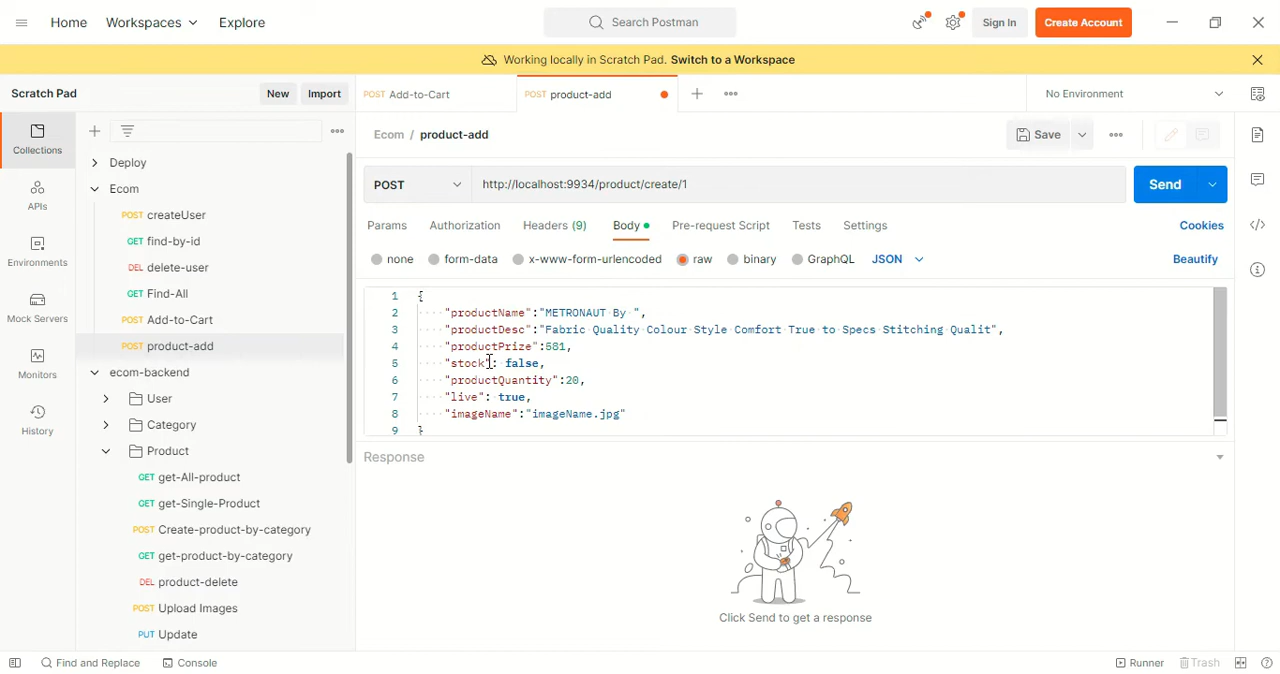 Home Workspaces Explore Search Postman Sign In Create Account
Working locally in Scratch Pad. Switch to a Workspace
Scratch Pad New Import POST Add-to-Cart POST product-add No Environment
Collections
APIs
Environments
Mock Servers
Monitors
History
Deploy
Ecom
POST createUser
GET find-by-id
DEL delete-user
GET Find-All
POST Add-to-Cart
POST product-add
ecom-backend
User
Category
Product
GET get-All-product
GET get-Single-Product
POST Create-product-by-category
GET get-product-by-category
DEL product-delete
POST Upload Images
PUT Update
Ecom / product-add Save
POST http://localhost:9934/product/create/1 Send
Params Authorization Headers (9) Body Pre-request Script Tests Settings Cookies
none form-data x-www-form-urlencoded raw binary GraphQL JSON Beautify
1 {
2 "productName":"METRONAUT By ",
3 "productDesc":"Fabric Quality Colour Style Comfort True to Specs Stitching Qualit",
4 "productPrize":581,
5 "stock": false,
6 "productQuantity":20,
7 "live": true,
8 "imageName":"imageName.jpg"
9 }
Response
Click Send to get a response
Find and Replace Console Runner Trash